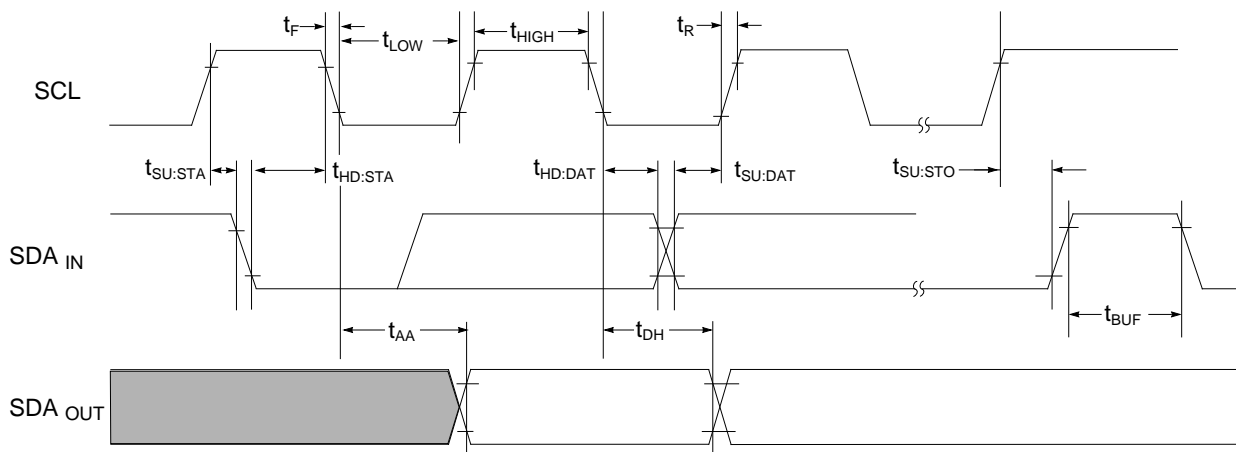 tF
tLOW
tHIGH
tR
SCL
tSU:STA
tHD:STA
tHD:DAT
tSU:DAT
tSU:STO
SDA IN
tBUF
tAA
tDH
SDA OUT